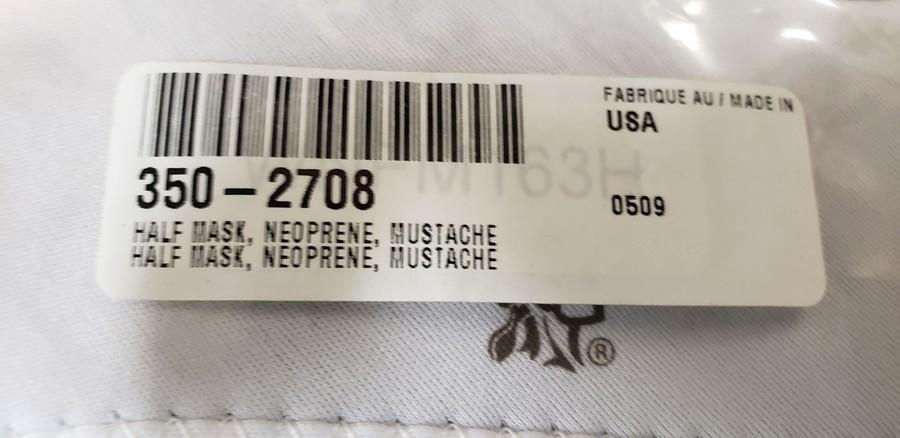 FABRIQUE AU / MADE IN
USA
350-2708
0509
HALF MASK, NEOPRENE, MUSTACHE
HALF MASK, NEOPRENE, MUSTACHE
®